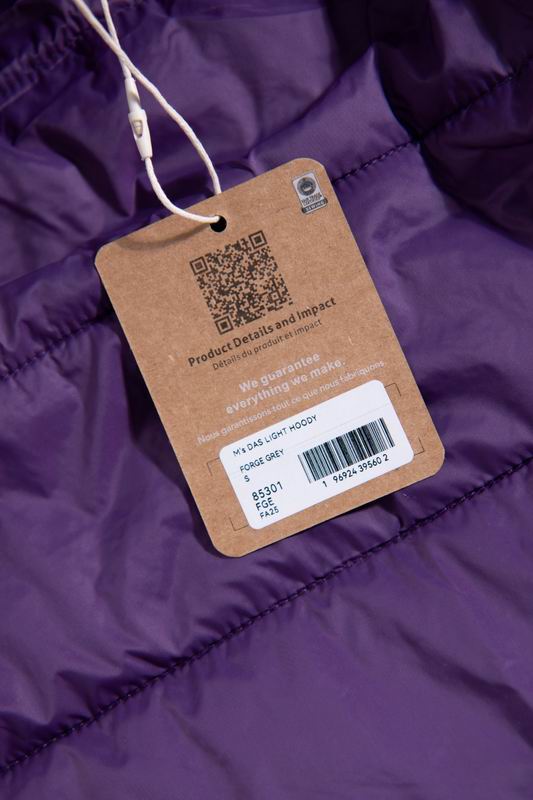 Product Details and Impact
Détails du produit et impact
We guarantee
everything we make.
Nous garantissons tout ce que nous fabriquons.
M's DAS LIGHT HOODY
FORGE GREY
S
85301
FGE
FA25
1 96924 39560 2